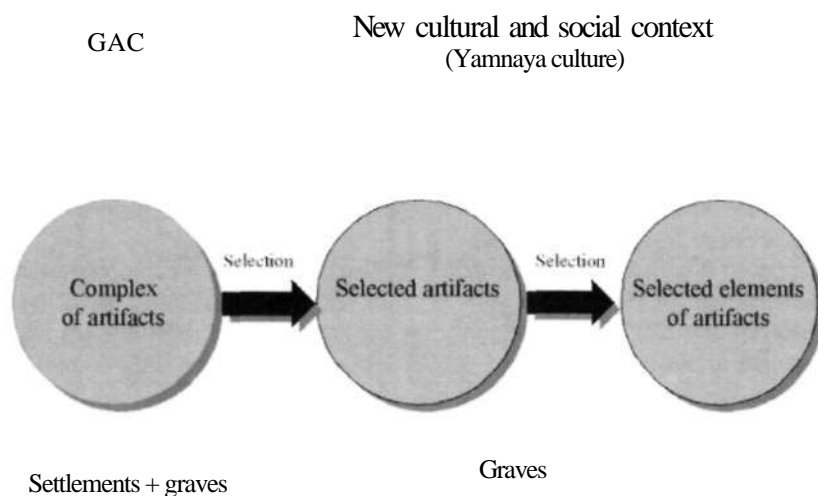 GAC
New cultural and social context
(Yamnaya culture)
Selection
Selection
Complex
of artifacts
Selected artifacts
Selected elements
of artifacts
Settlements + graves
Graves